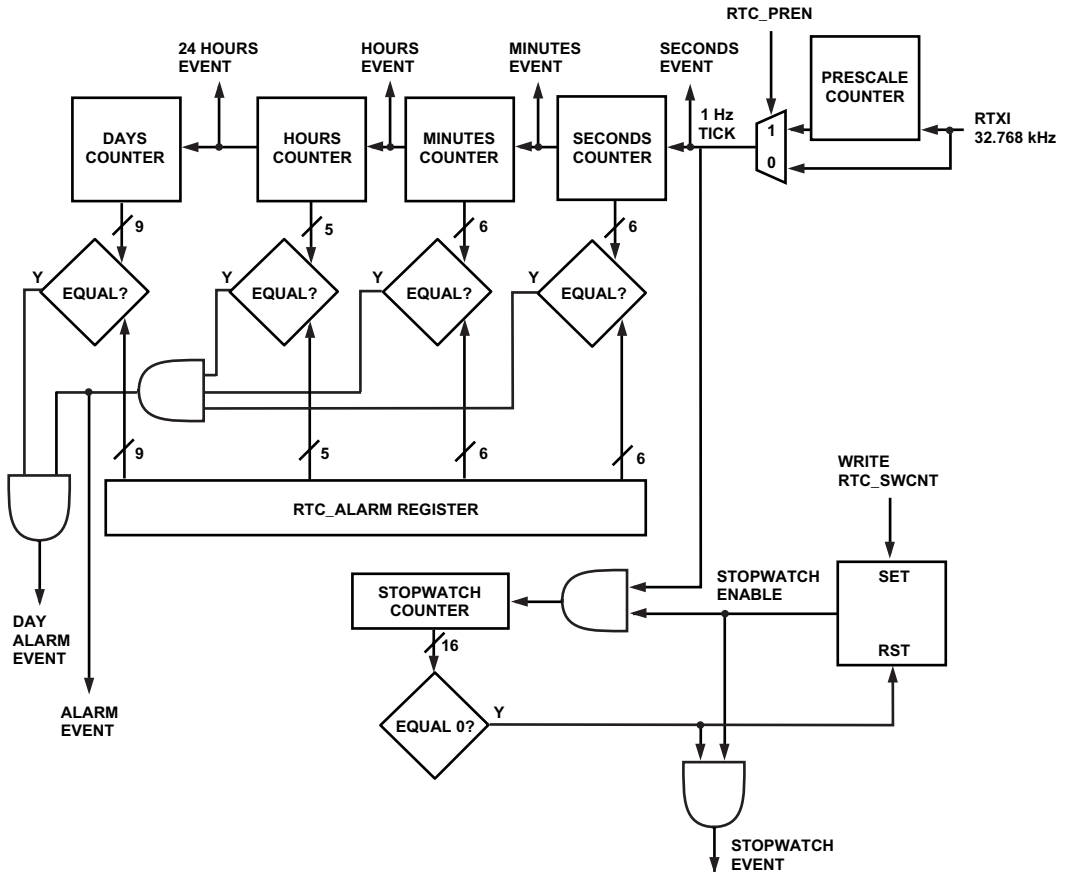 RTC_PREN
24 HOURS
EVENT
HOURS
EVENT
MINUTES
EVENT
SECONDS
EVENT
PRESCALE
COUNTER
1 Hz
TICK
1
0
RTXI
32.768 kHz
DAYS
COUNTER
HOURS
COUNTER
MINUTES
COUNTER
SECONDS
COUNTER
9
5
6
6
Y
EQUAL?
Y
EQUAL?
Y
EQUAL?
Y
EQUAL?
9
5
6
6
RTC_ALARM REGISTER
WRITE
RTC_SWCNT
SET
RST
STOPWATCH
ENABLE
STOPWATCH
COUNTER
16
EQUAL 0?
Y
DAY
ALARM
EVENT
ALARM
EVENT
STOPWATCH
EVENT